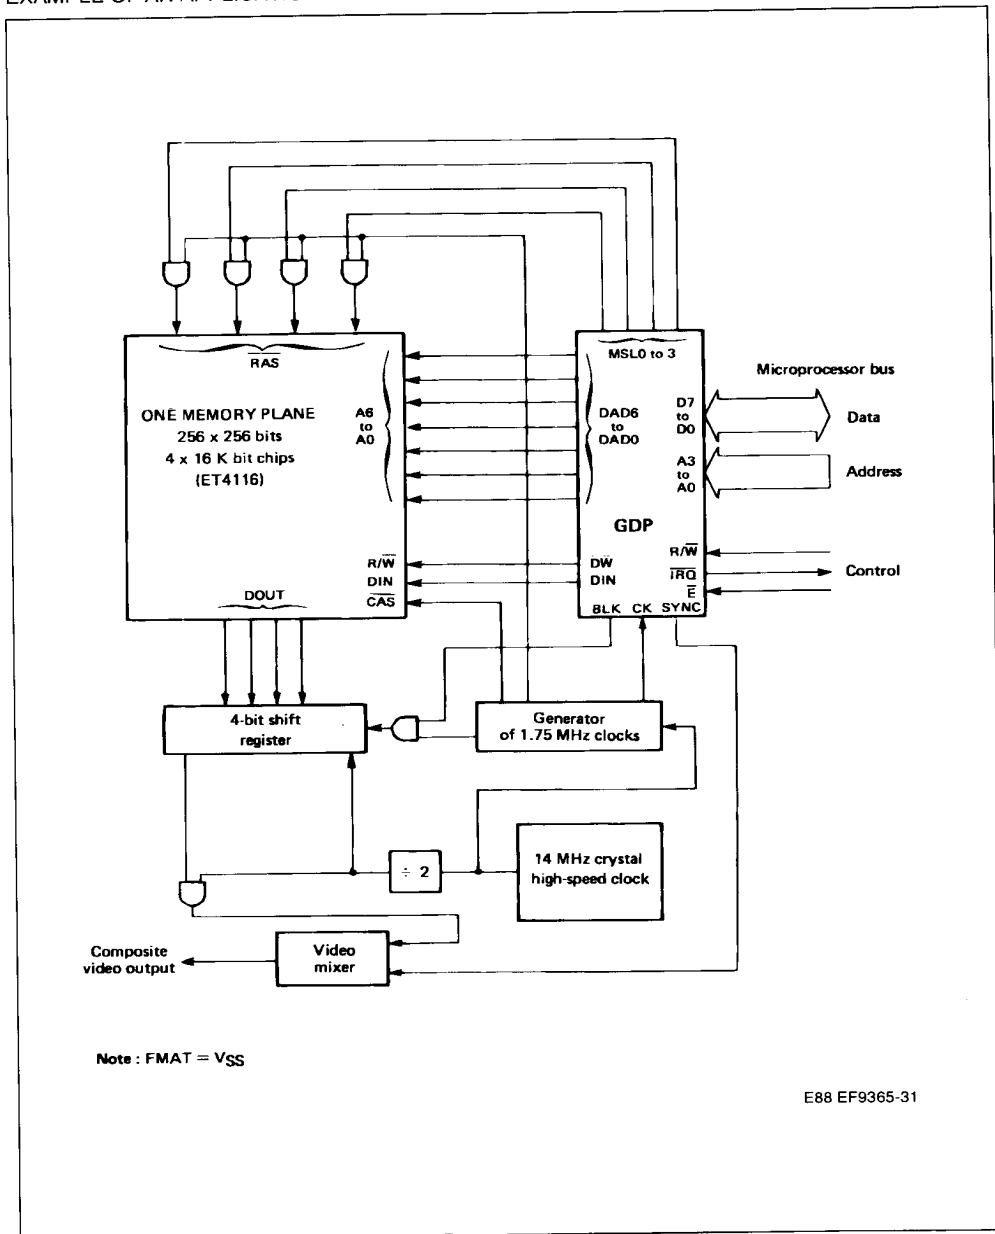 MSL0 to 3
RAS
Microprocessor bus
ONE MEMORY PLANE
256 x 256 bits
4 x 16 K bit chips
(ET4116)
A6
to
A0
DAD6
to
DAD0
D7
to
D0
Data
A3
to
A0
Address
GDP
R/W
DIN
CAS
DW
DIN
R/W
IRQ
E
Control
DOUT
BLK CK SYNC
4-bit shift
register
Generator
of 1.75 MHz clocks
÷ 2
14 MHz crystal
high-speed clock
Composite
video output
Video
mixer
Note : FMAT = VSS
E88 EF9365-31